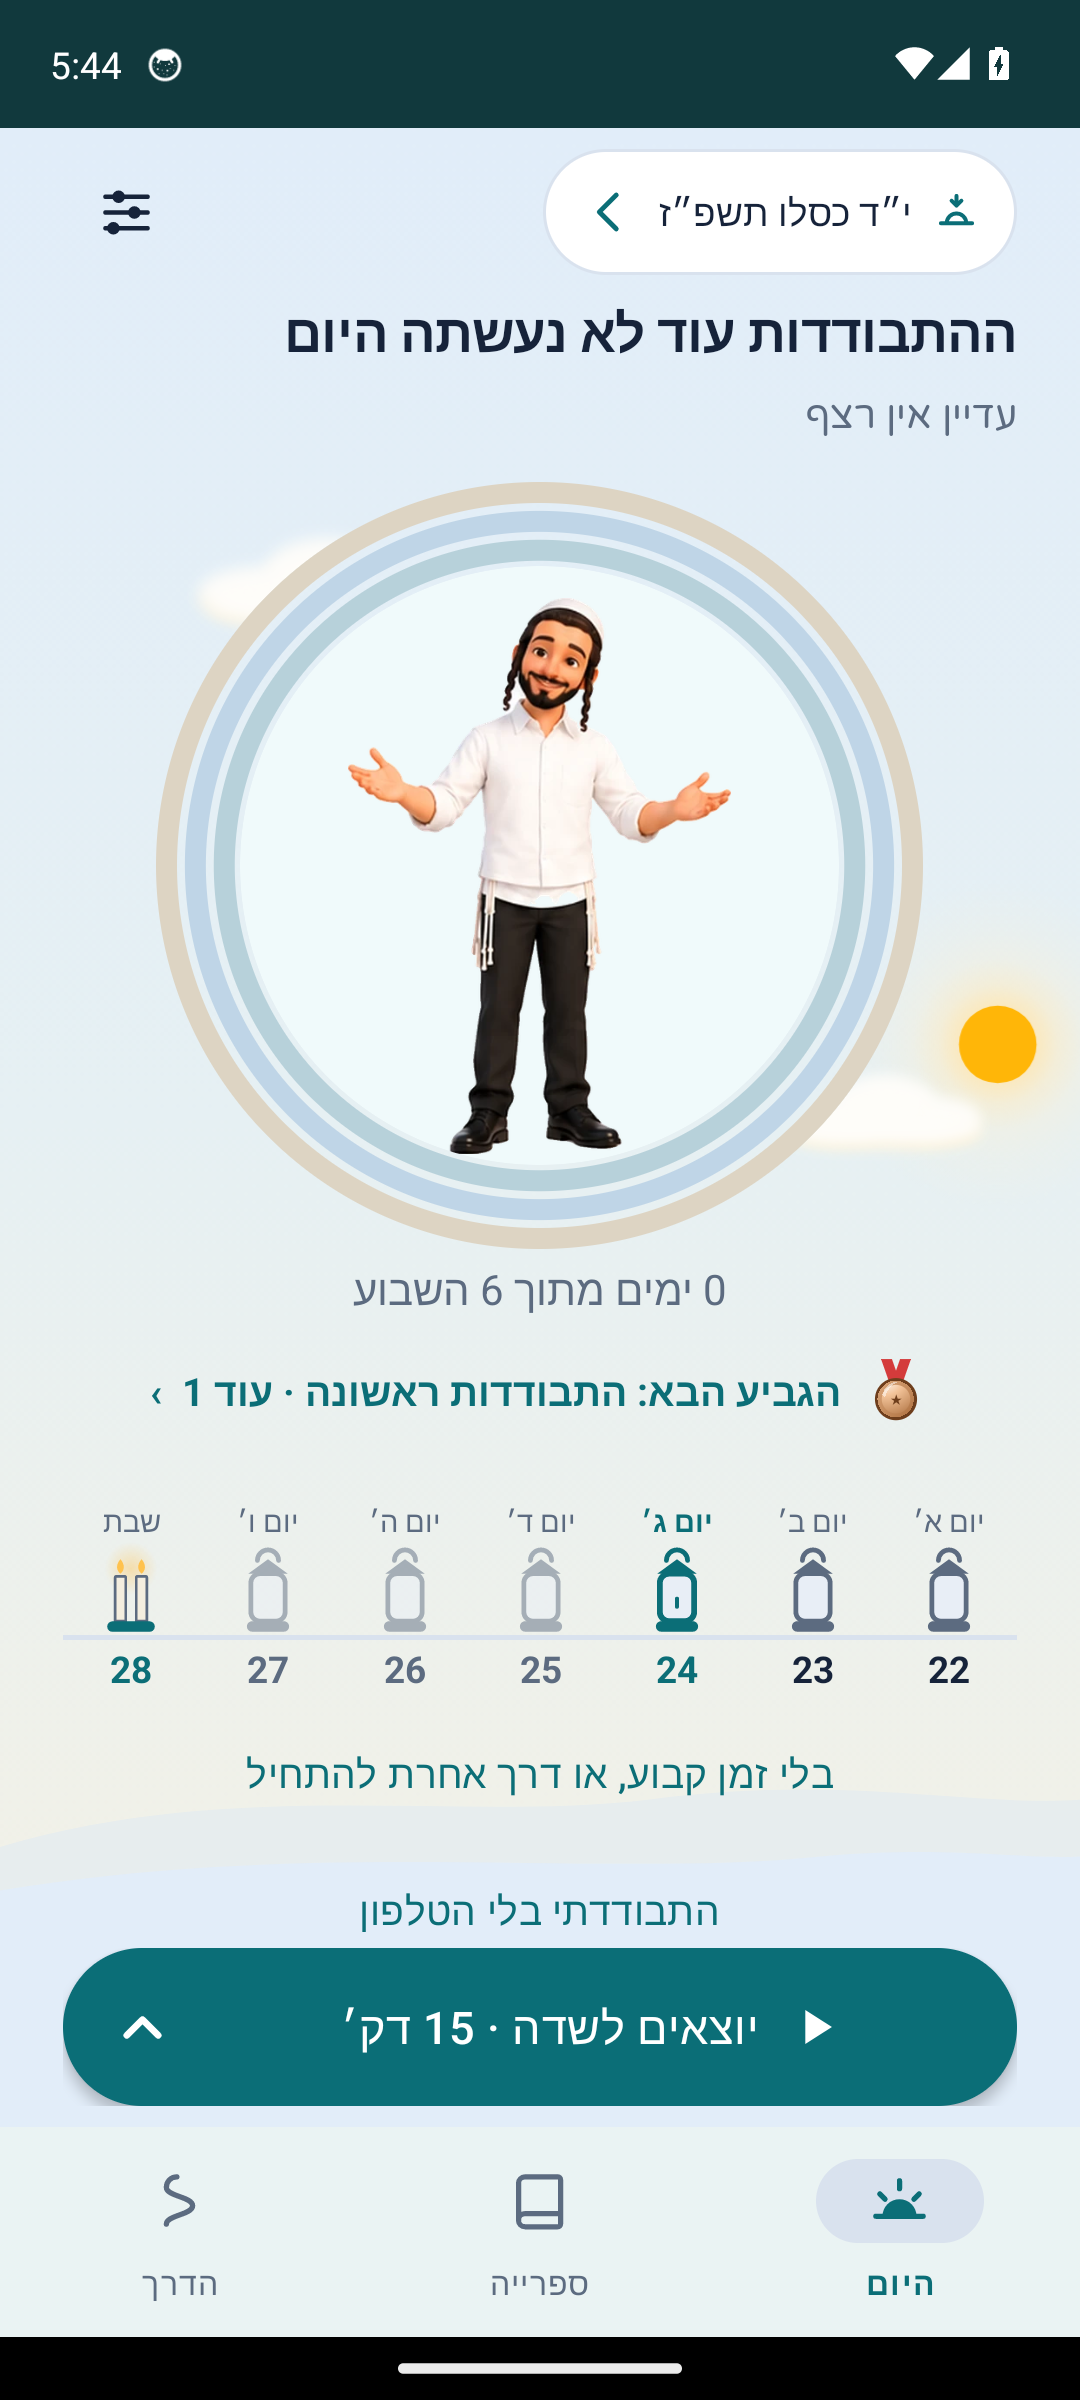 5:44
י״ד כסלו תשפ״ז
ההתבודדות עוד לא נעשתה היום
עדיין אין רצף
0 ימים מתוך 6 השבוע
הגביע הבא: התבודדות ראשונה · עוד 1 ›
יום א׳ יום ב׳ יום ג׳ יום ד׳ יום ה׳ יום ו׳ שבת
22 23 24 25 26 27 28
בלי זמן קבוע, או דרך אחרת להתחיל
התבודדתי בלי הטלפון
יוצאים לשדה · 15 דק׳
היום ספרייה הדרך